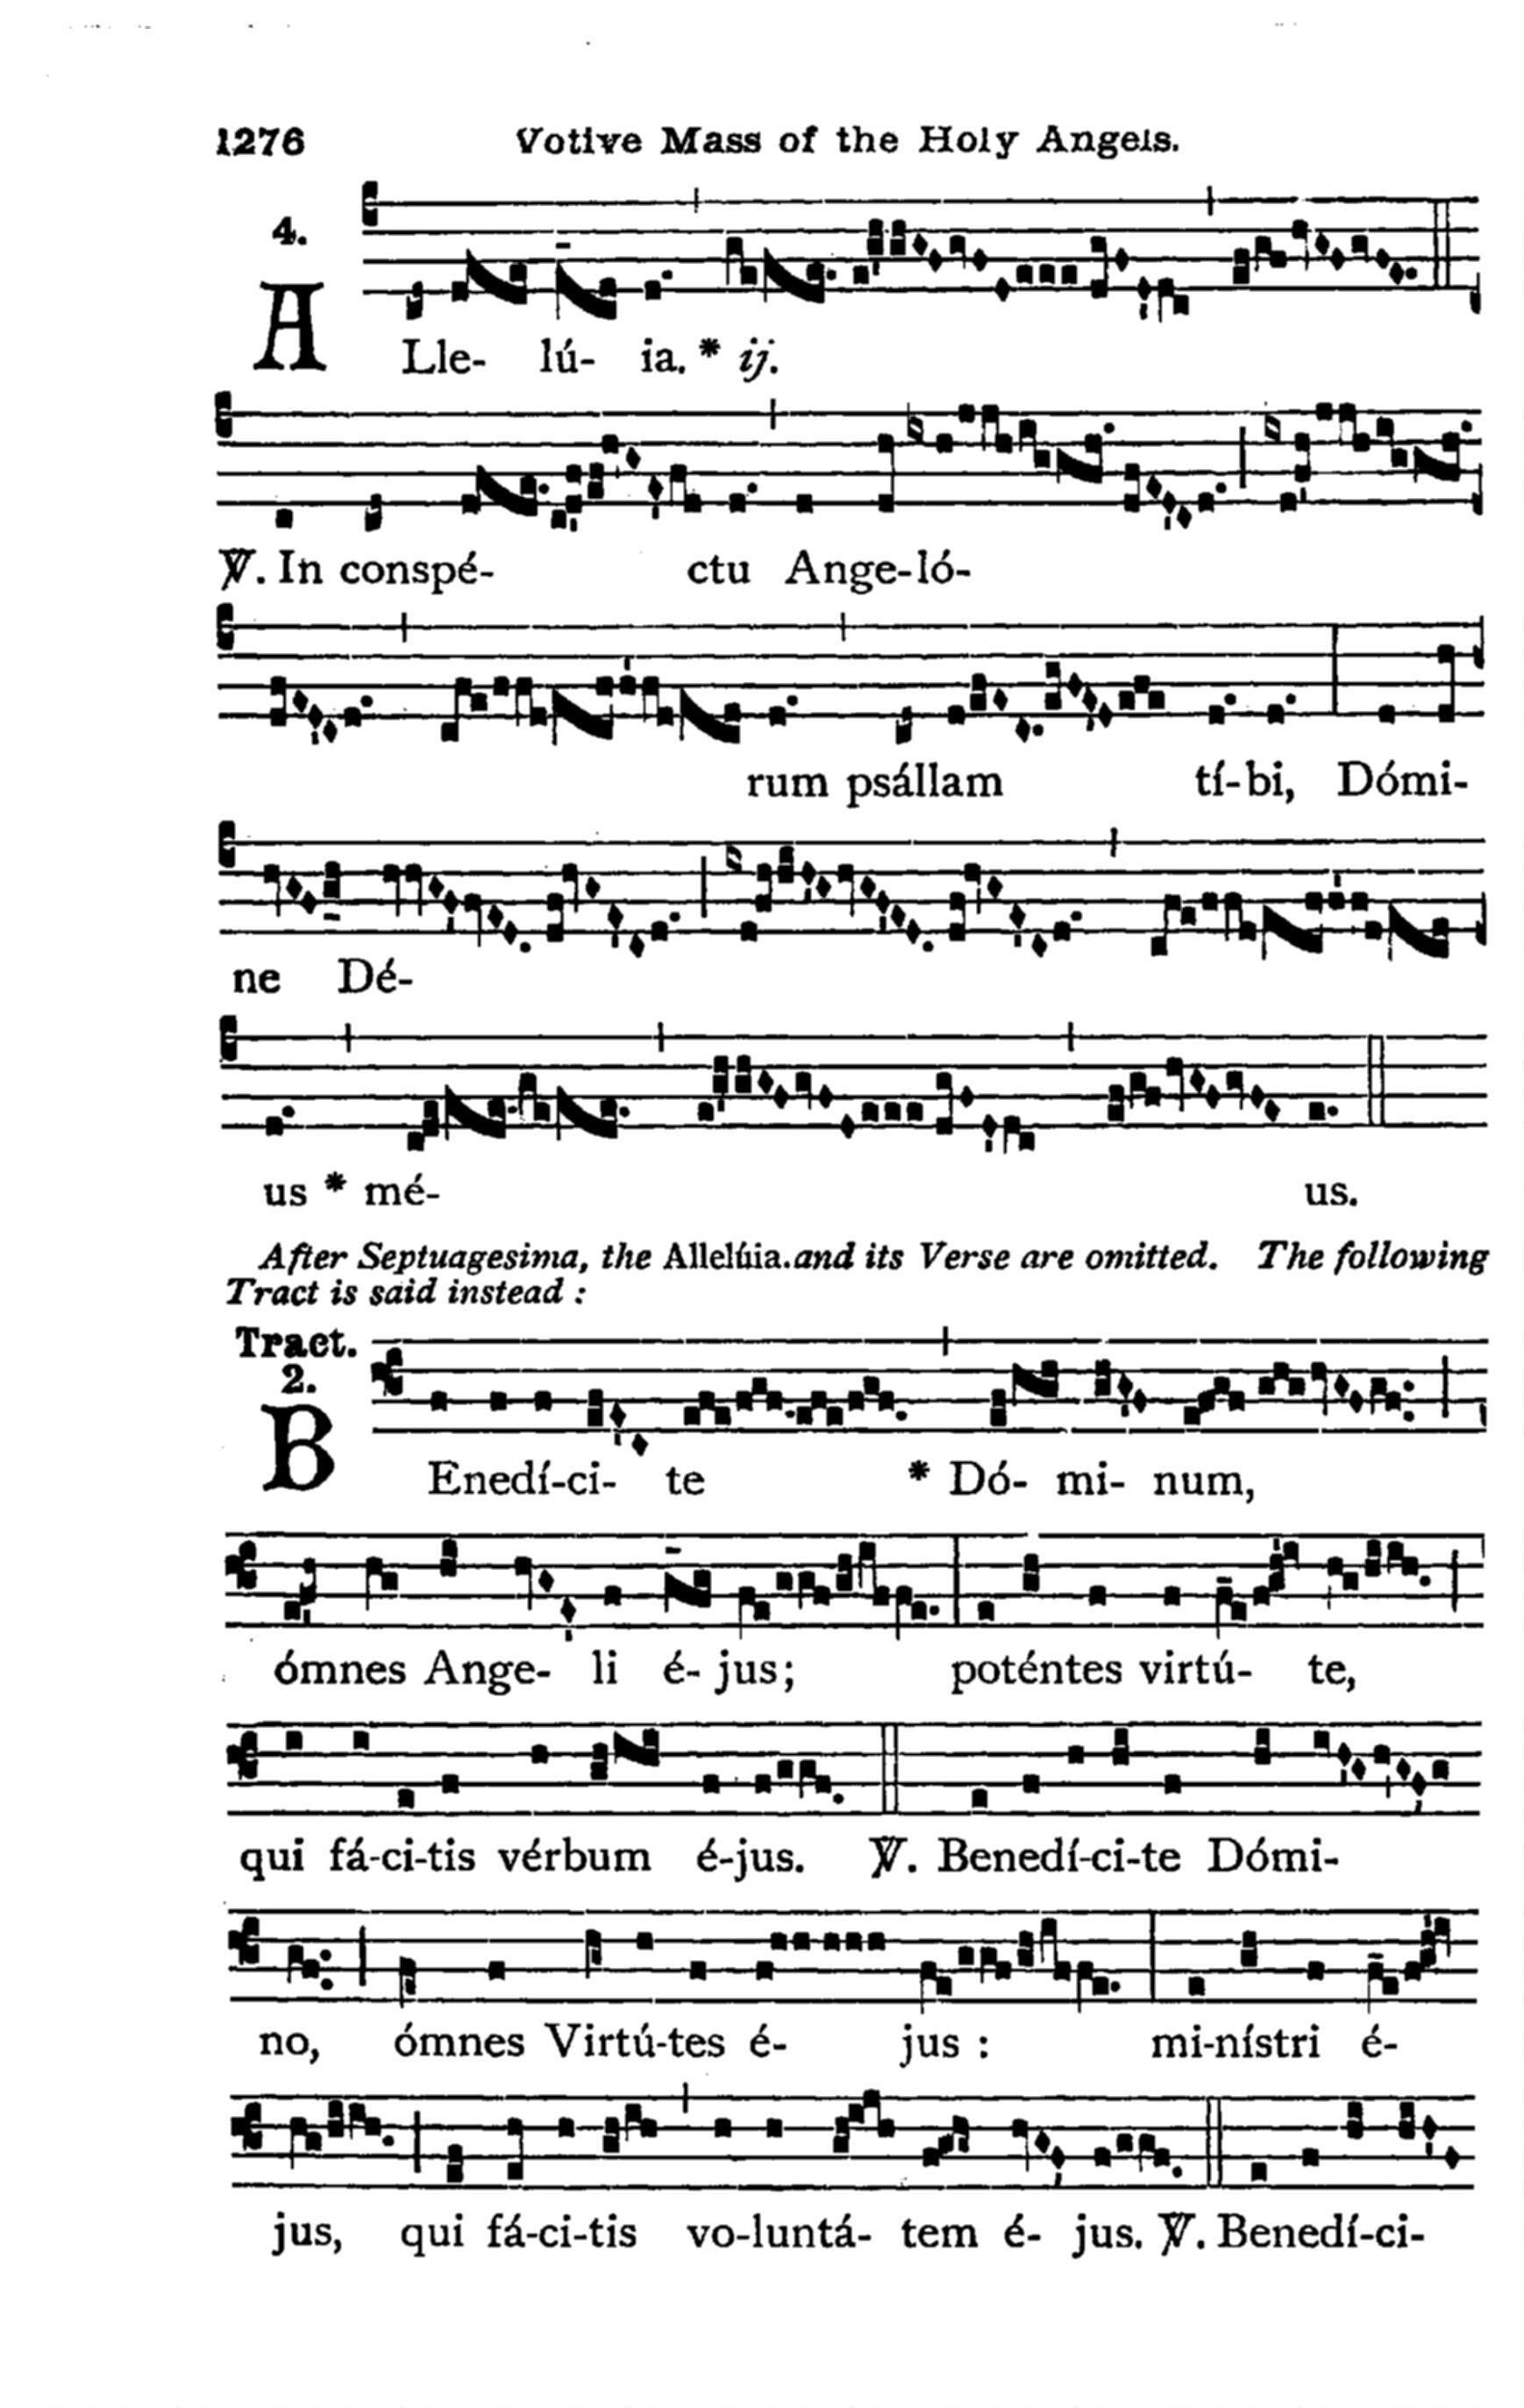 1276 Votive Mass of the Holy Angels.
4.
ALle- lú- ia. * ij.
℣. In conspé- ctu Ange-ló-
rum psállam tí-bi, Dómi-
ne Dé-
us * mé- us.
After Septuagesima, the Allelúia.and its Verse are omitted. The following
Tract is said instead :
Tract.
2.
BEnedí-ci- te * Dó- mi- num,
ómnes Ange- li é- jus;  poténtes virtú- te,
qui fá-ci-tis vérbum é-jus. ℣. Benedí-ci-te Dómi-
no, ómnes Virtú-tes é- jus : mi-nístri é-
jus, qui fá-ci-tis vo-luntá- tem é- jus. ℣. Benedí-ci-